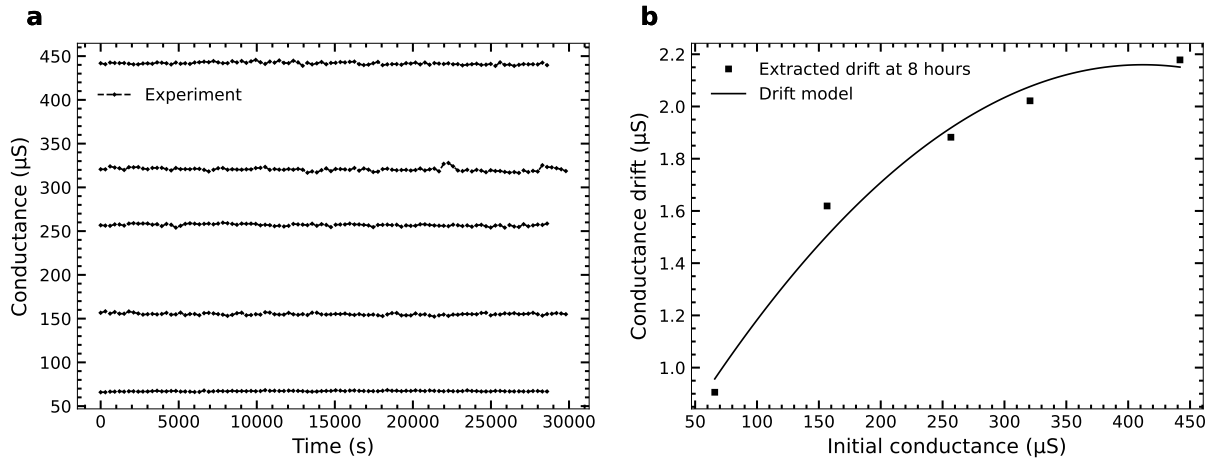 a
450
400
350
300
250
200
150
100
50
Conductance (μS)
Experiment
0 5000 10000 15000 20000 25000 30000
Time (s)
b
2.2
2.0
1.8
1.6
1.4
1.2
1.0
Conductance drift (μS)
Extracted drift at 8 hours
Drift model
50 100 150 200 250 300 350 400 450
Initial conductance (μS)